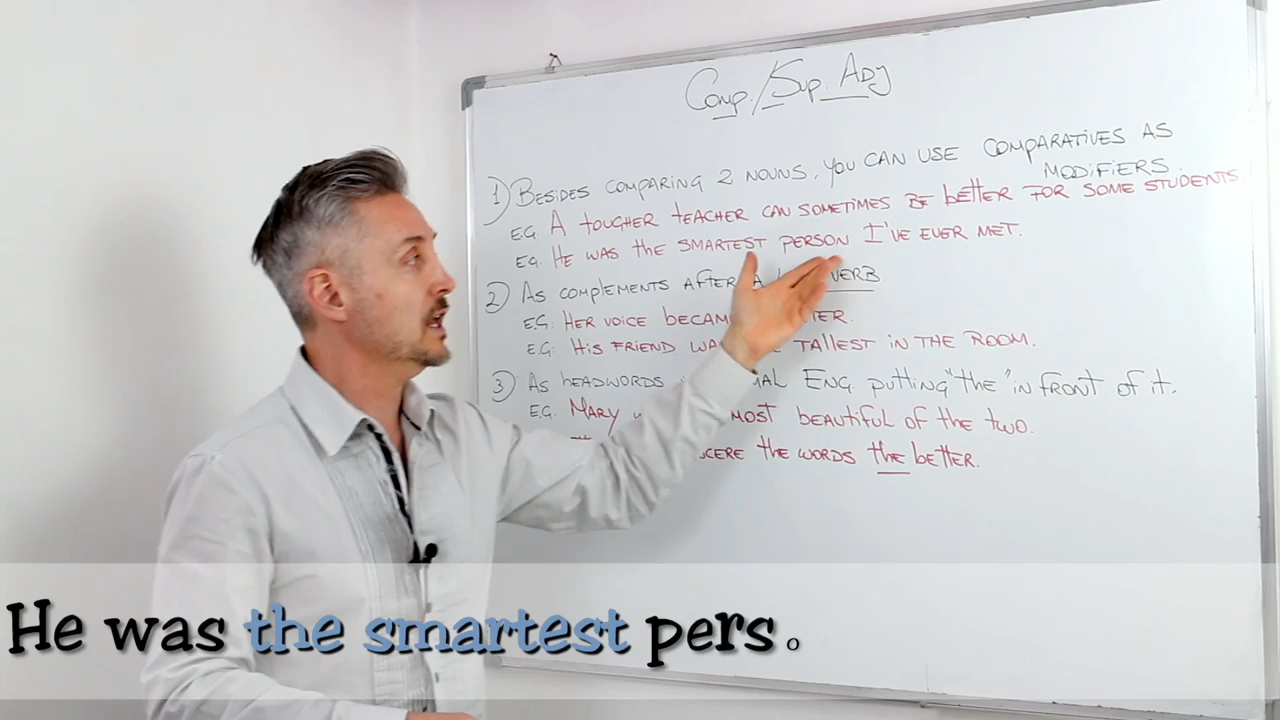 Comp./Sup. Adj
1) BESIDES COMPARING 2 NOUNS, YOU CAN USE COMPARATIVES AS
MODIFIERS.
E.G. A TOUGHER TEACHER CAN SOMETIMES BE BETTER FOR SOME STUDENTS
E.G. HE WAS THE SMARTEST PERSON I'VE EVER MET.
2) AS COMPLEMENTS AFTER A VERB.
E.G: HER VOICE BECAME
E.G: HIS FRIEND WAS TALLEST IN THE ROOM.
3) AS HEADWORDS ENG. PUTTING "THE" IN FRONT OF IT.
E.G. MARY MOST BEAUTIFUL OF THE TWO.
THE WORDS THE BETTER.
He was the smartest pers o